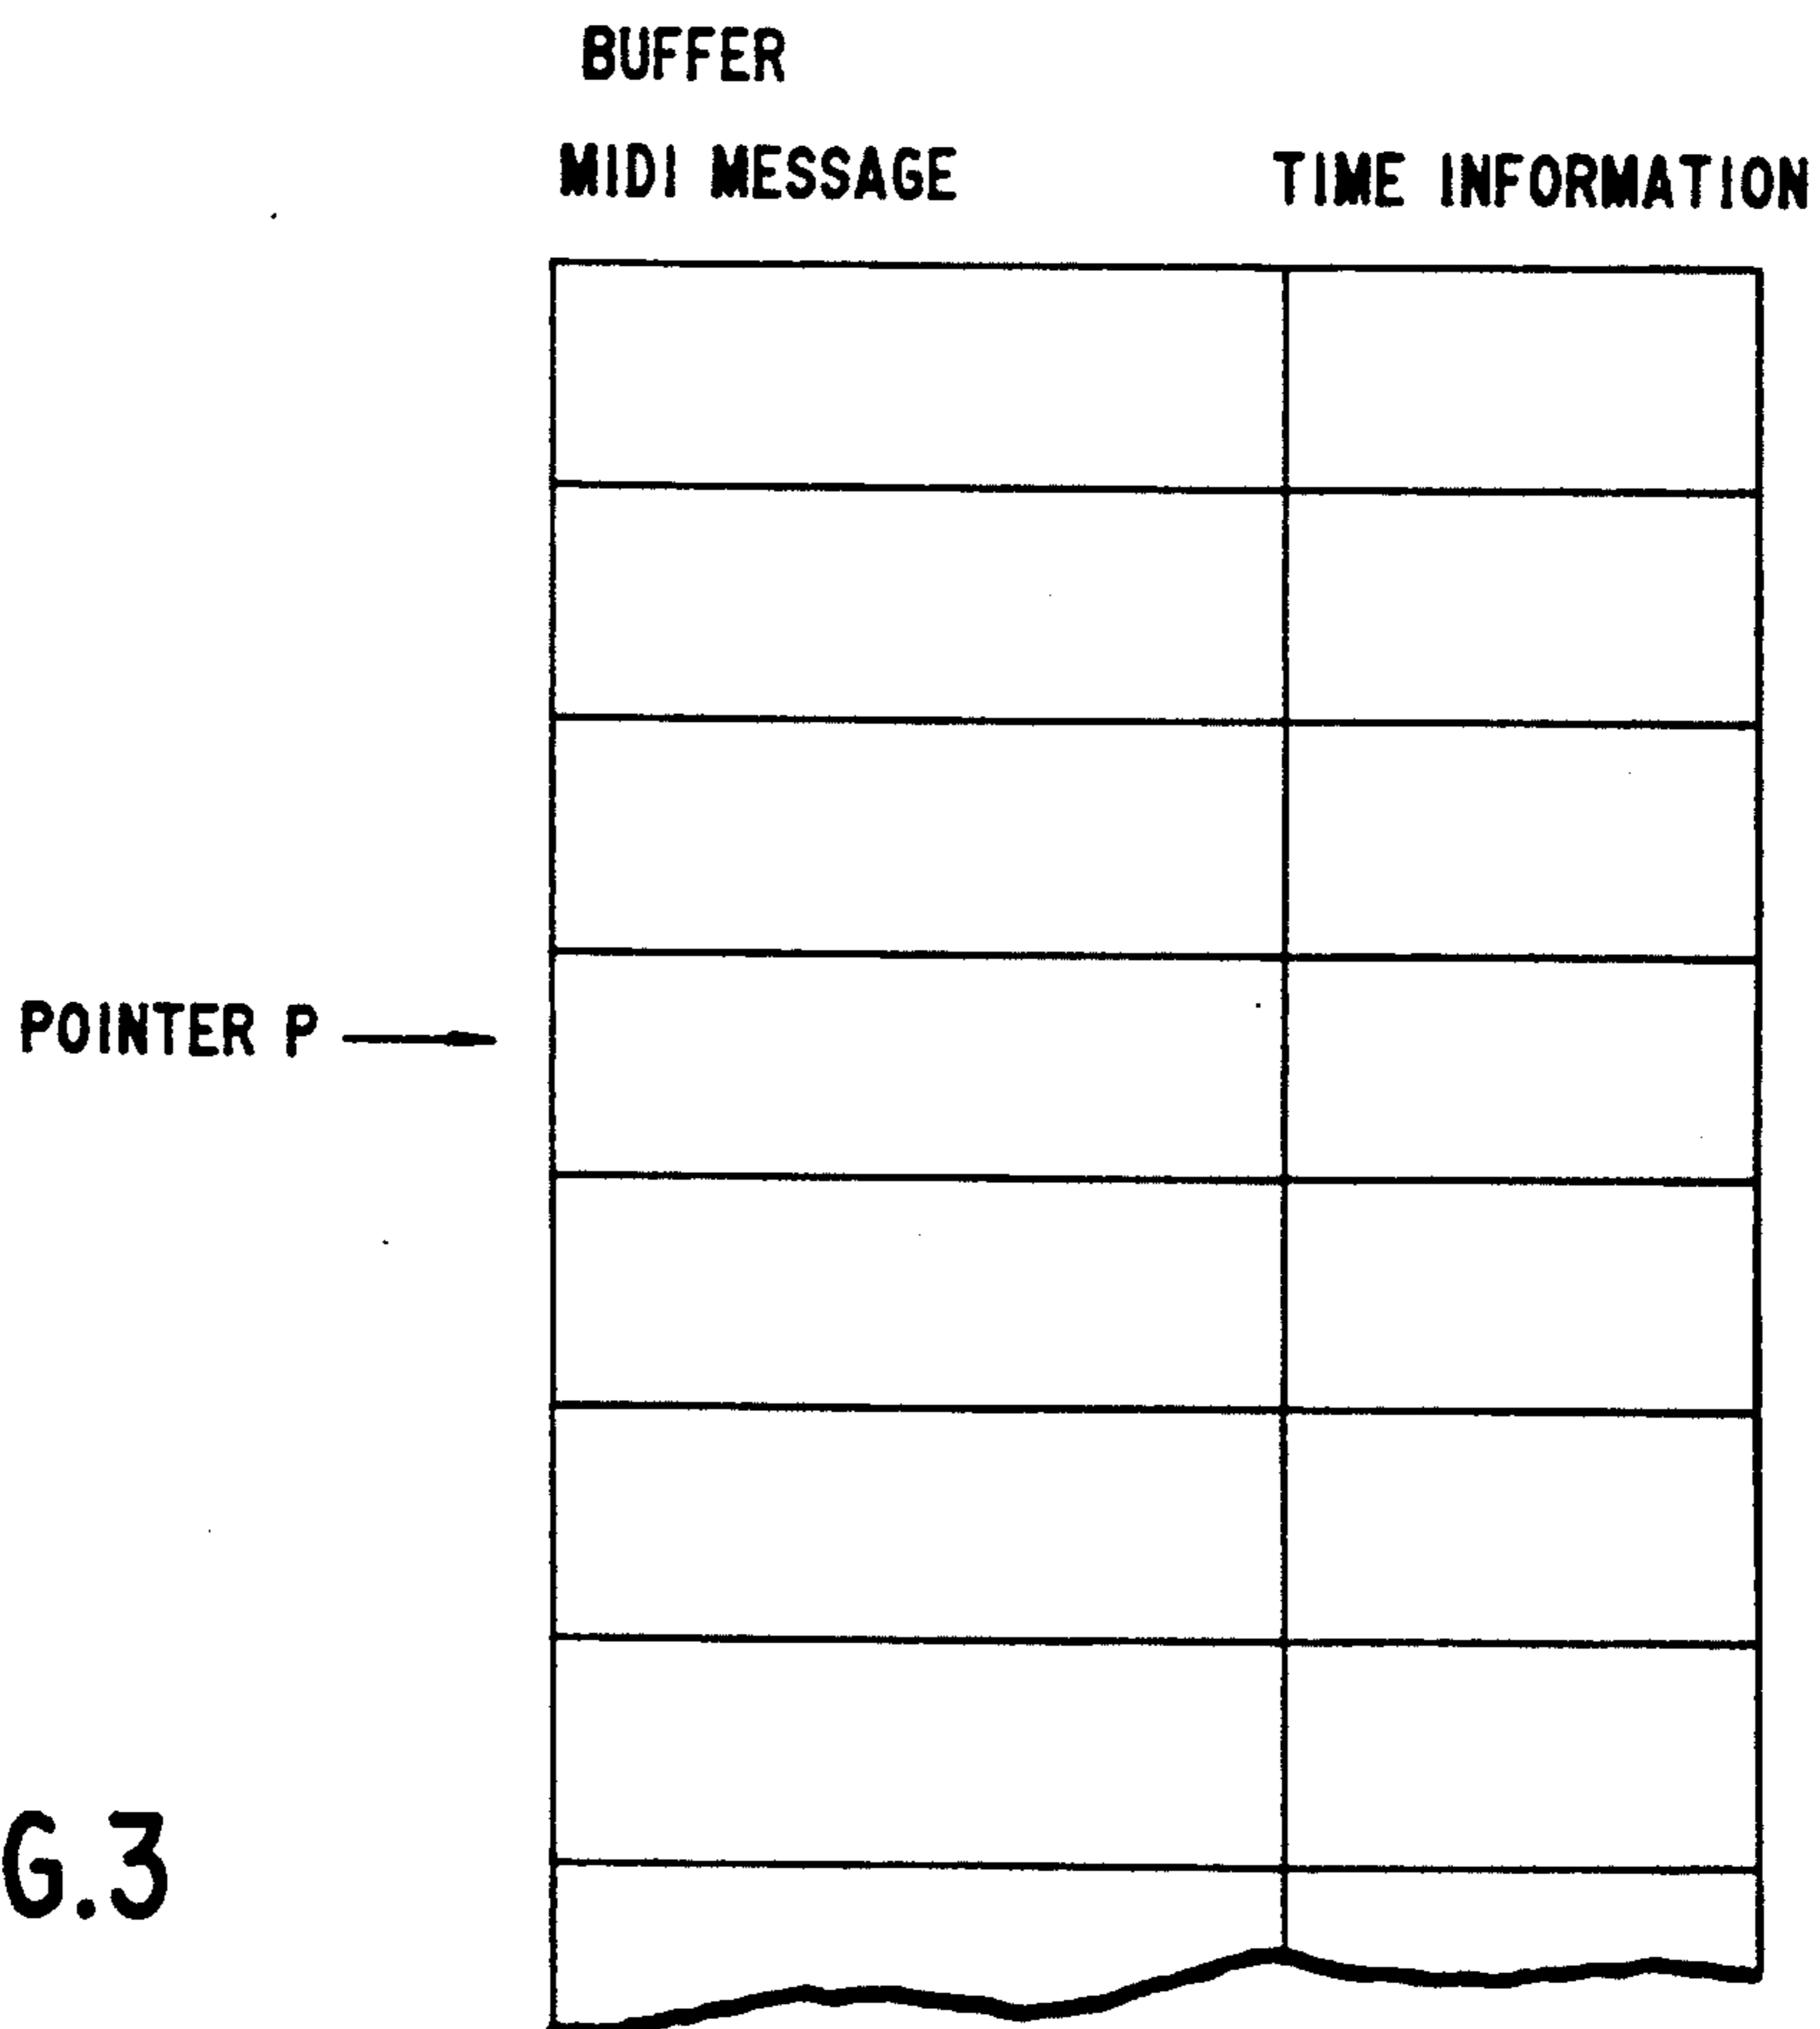 BUFFER
MIDI MESSAGE
TIME INFORMATION
POINTER P
G.3